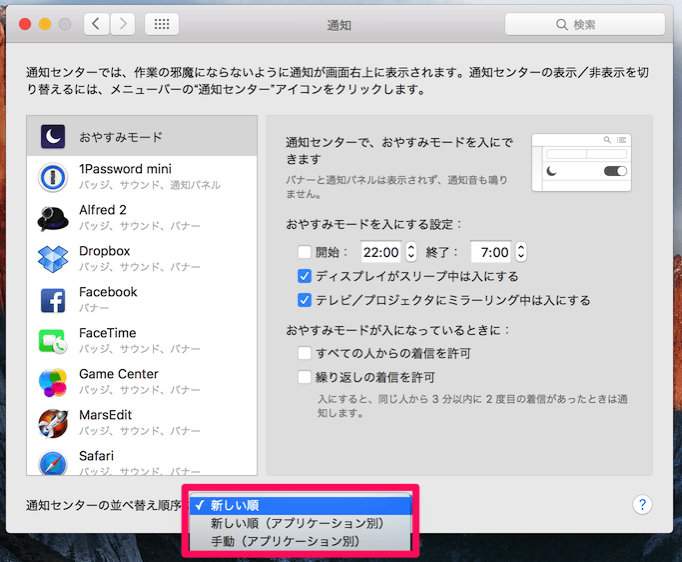 通知
検索
通知センターでは、作業の邪魔にならないように通知が画面右上に表示されます。通知センターの表示／非表示を切
り替えるには、メニューバーの“通知センター”アイコンをクリックします。
おやすみモード
1Password mini
バッジ、サウンド、通知パネル
Alfred 2
バッジ、サウンド、バナー
Dropbox
バッジ、サウンド、バナー
Facebook
バナー
FaceTime
バッジ、サウンド、バナー
Game Center
バッジ、サウンド、バナー
MarsEdit
バッジ、サウンド、バナー
Safari
バッジ、サウンド、バナー
通知センターで、おやすみモードを入にで
きます
バナーと通知パネルは表示されず、通知音も鳴り
ません。
おやすみモードを入にする設定：
開始： 22:00 終了： 7:00
ディスプレイがスリープ中は入にする
テレビ／プロジェクタにミラーリング中は入にする
おやすみモードが入になっているときに：
すべての人からの着信を許可
繰り返しの着信を許可
入にすると、同じ人から 3 分以内に 2 度目の着信があったときは通
知します。
通知センターの並べ替え順序
✓ 新しい順
新しい順（アプリケーション別）
手動（アプリケーション別）
?